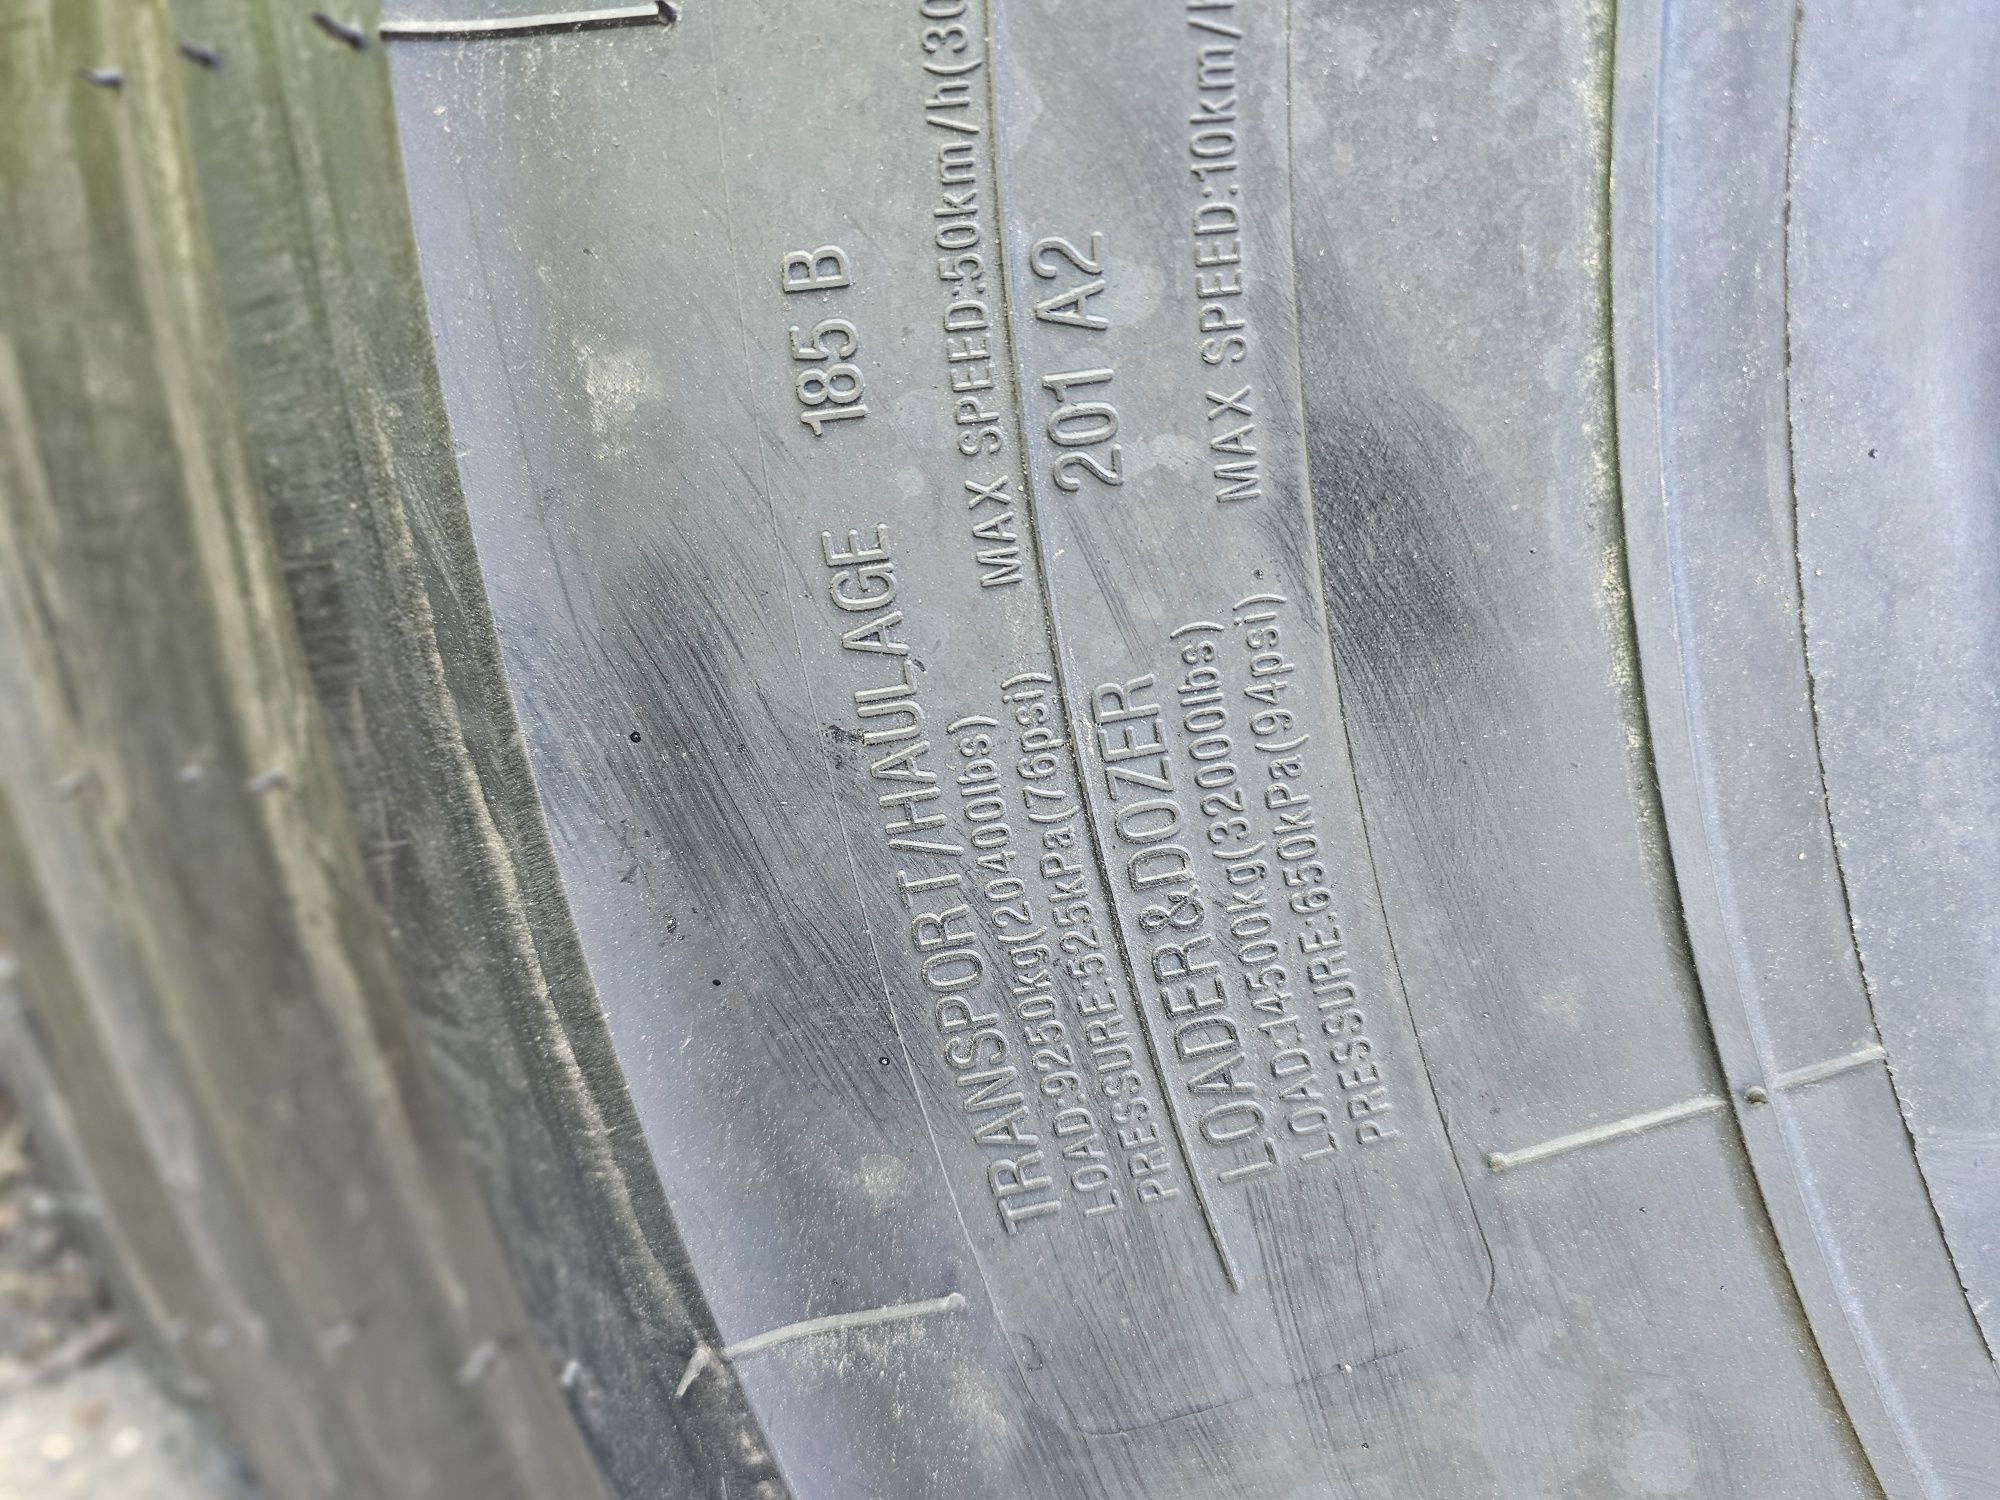 TRANSPORT/HAULAGE 185 B
LOAD:9250kg(20400lbs) MAX SPEED:50km/h(30
PRESSURE:525kPa(76psi)
LOADER&DOZER 201 A2
LOAD:14500kg(32000lbs) MAX SPEED:10km/h
PRESSURE:650kPa(94psi)